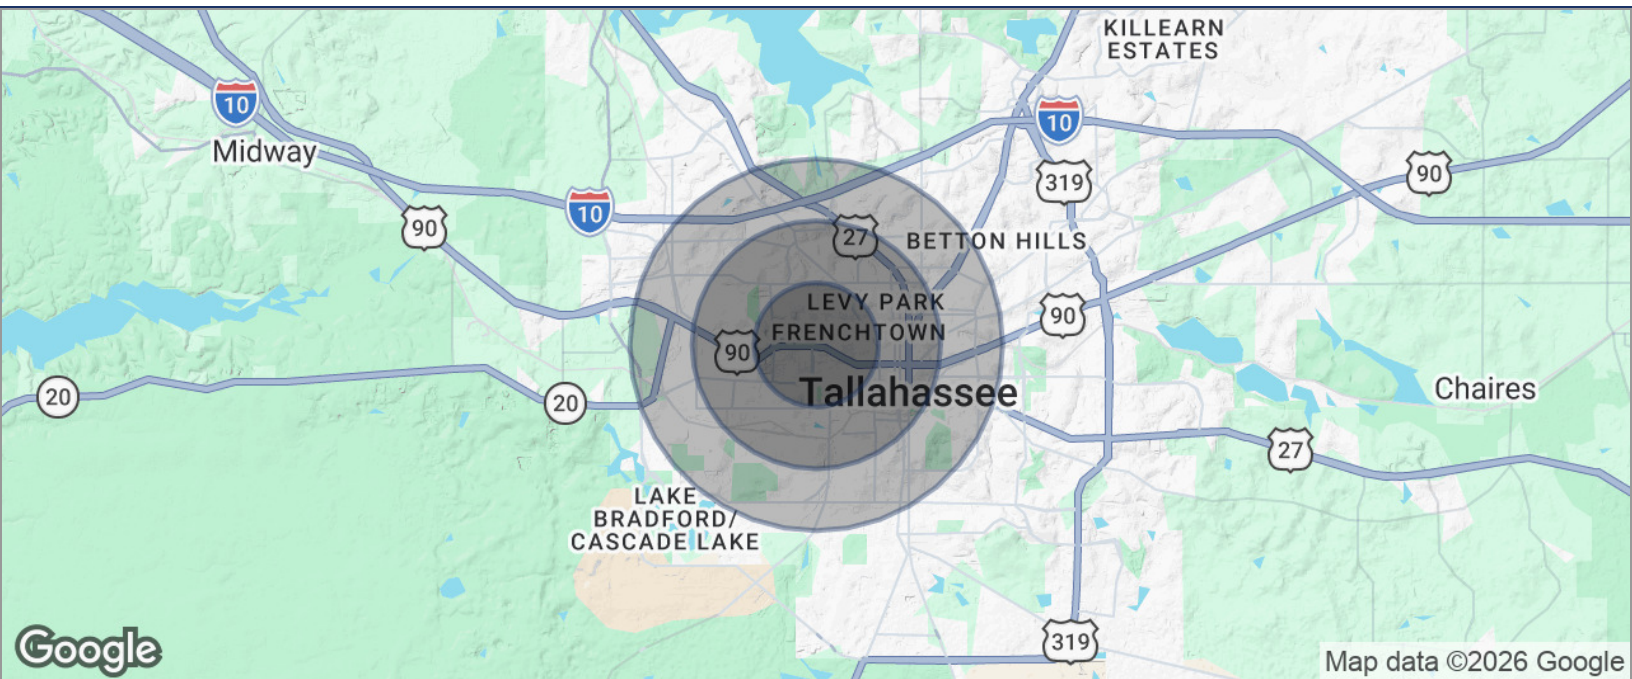 KILLEARN
ESTATES
10
10
Midway
90
319
10
90
27
BETTON HILLS
LEVY PARK
90
FRENCHTOWN
90
Tallahassee
20
20
Chaires
27
LAKE
BRADFORD/
CASCADE LAKE
319
Google
Map data ©2026 Google